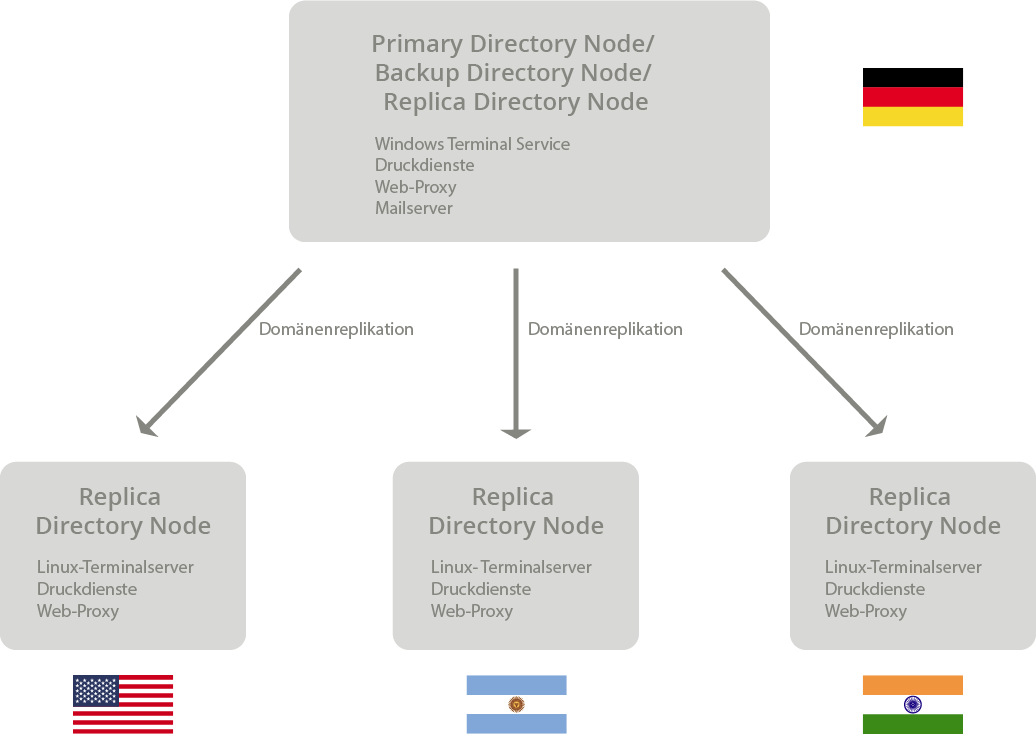 Primary Directory Node/
Backup Directory Node/
Replica Directory Node
Windows Terminal Service
Druckdienste
Web-Proxy
Mailserver
Domänenreplikation
Domänenreplikation
Domänenreplikation
Replica
Directory Node
Linux-Terminalserver
Druckdienste
Web-Proxy
Replica
Directory Node
Linux- Terminalserver
Druckdienste
Web-Proxy
Replica
Directory Node
Linux-Terminalserver
Druckdienste
Web-Proxy